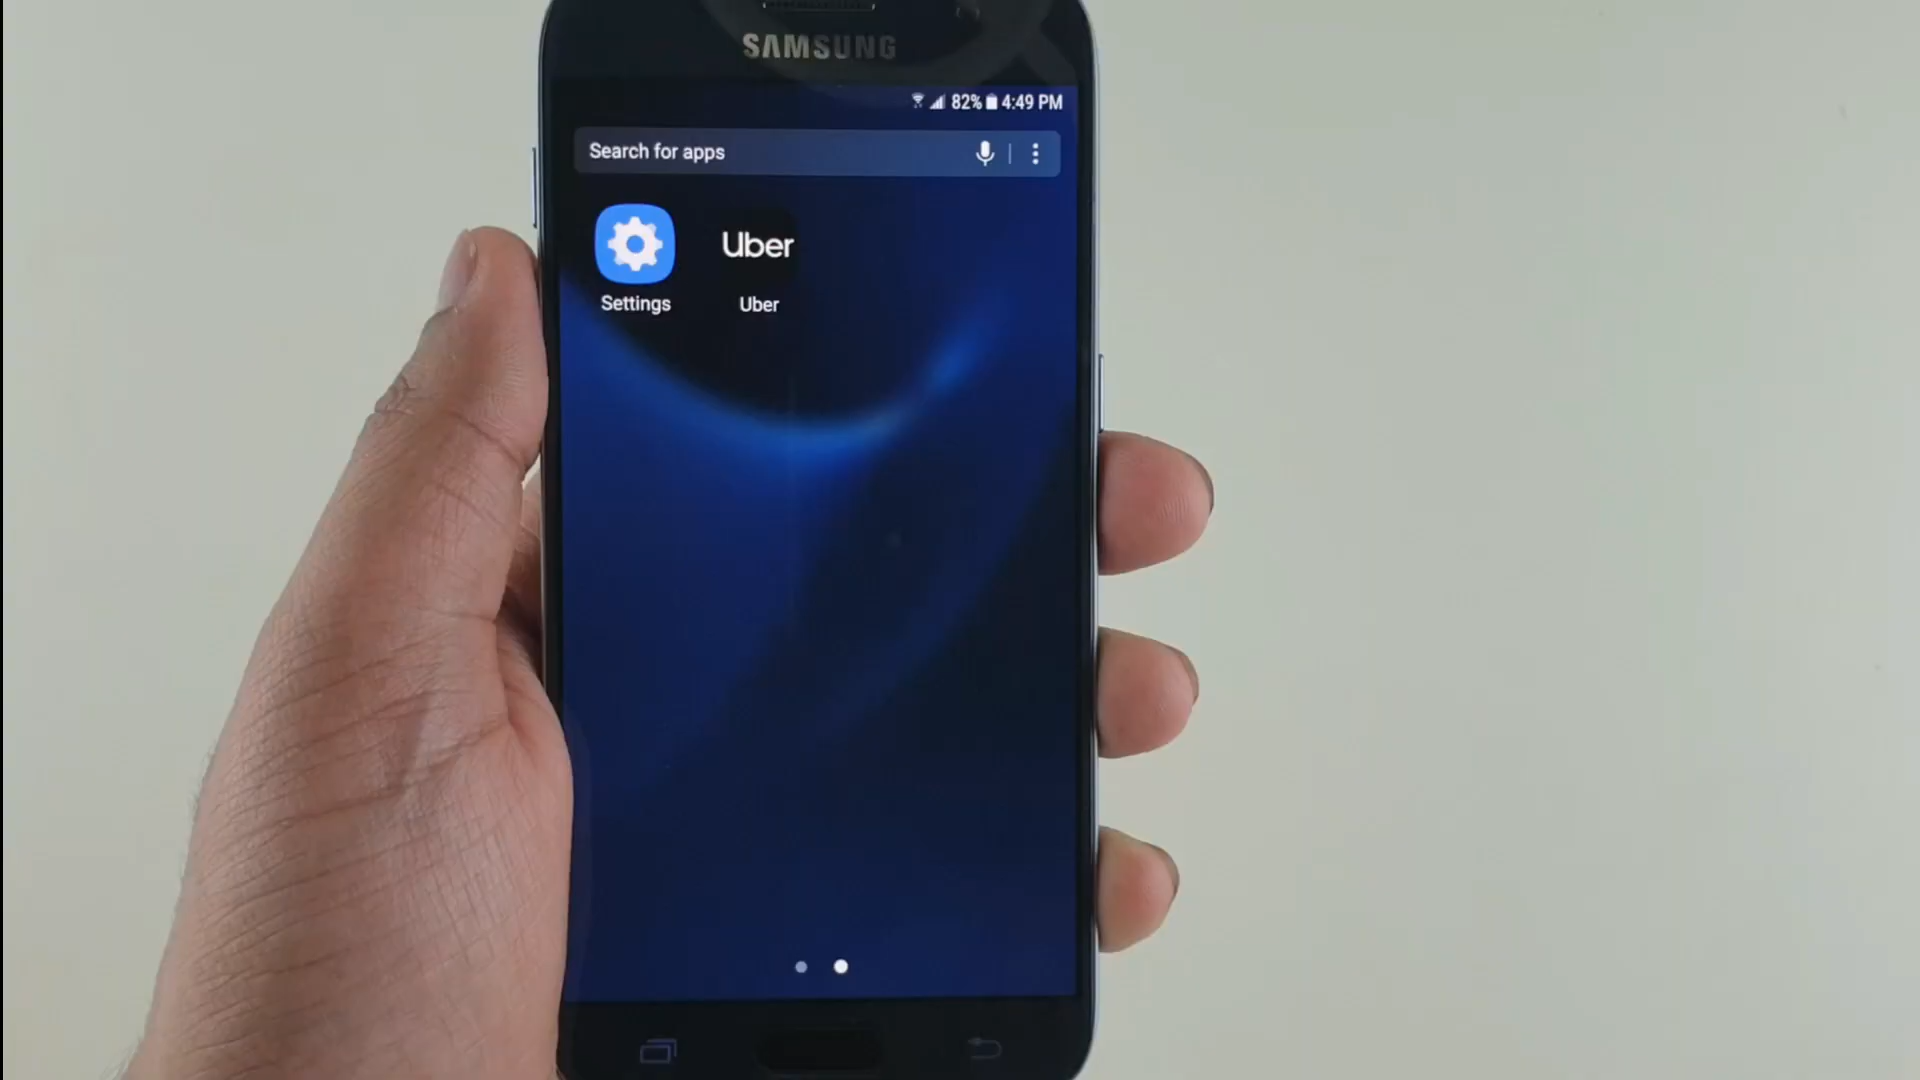 SAMSUNG
82% 4:49 PM
Search for apps
Uber
Settings
Uber